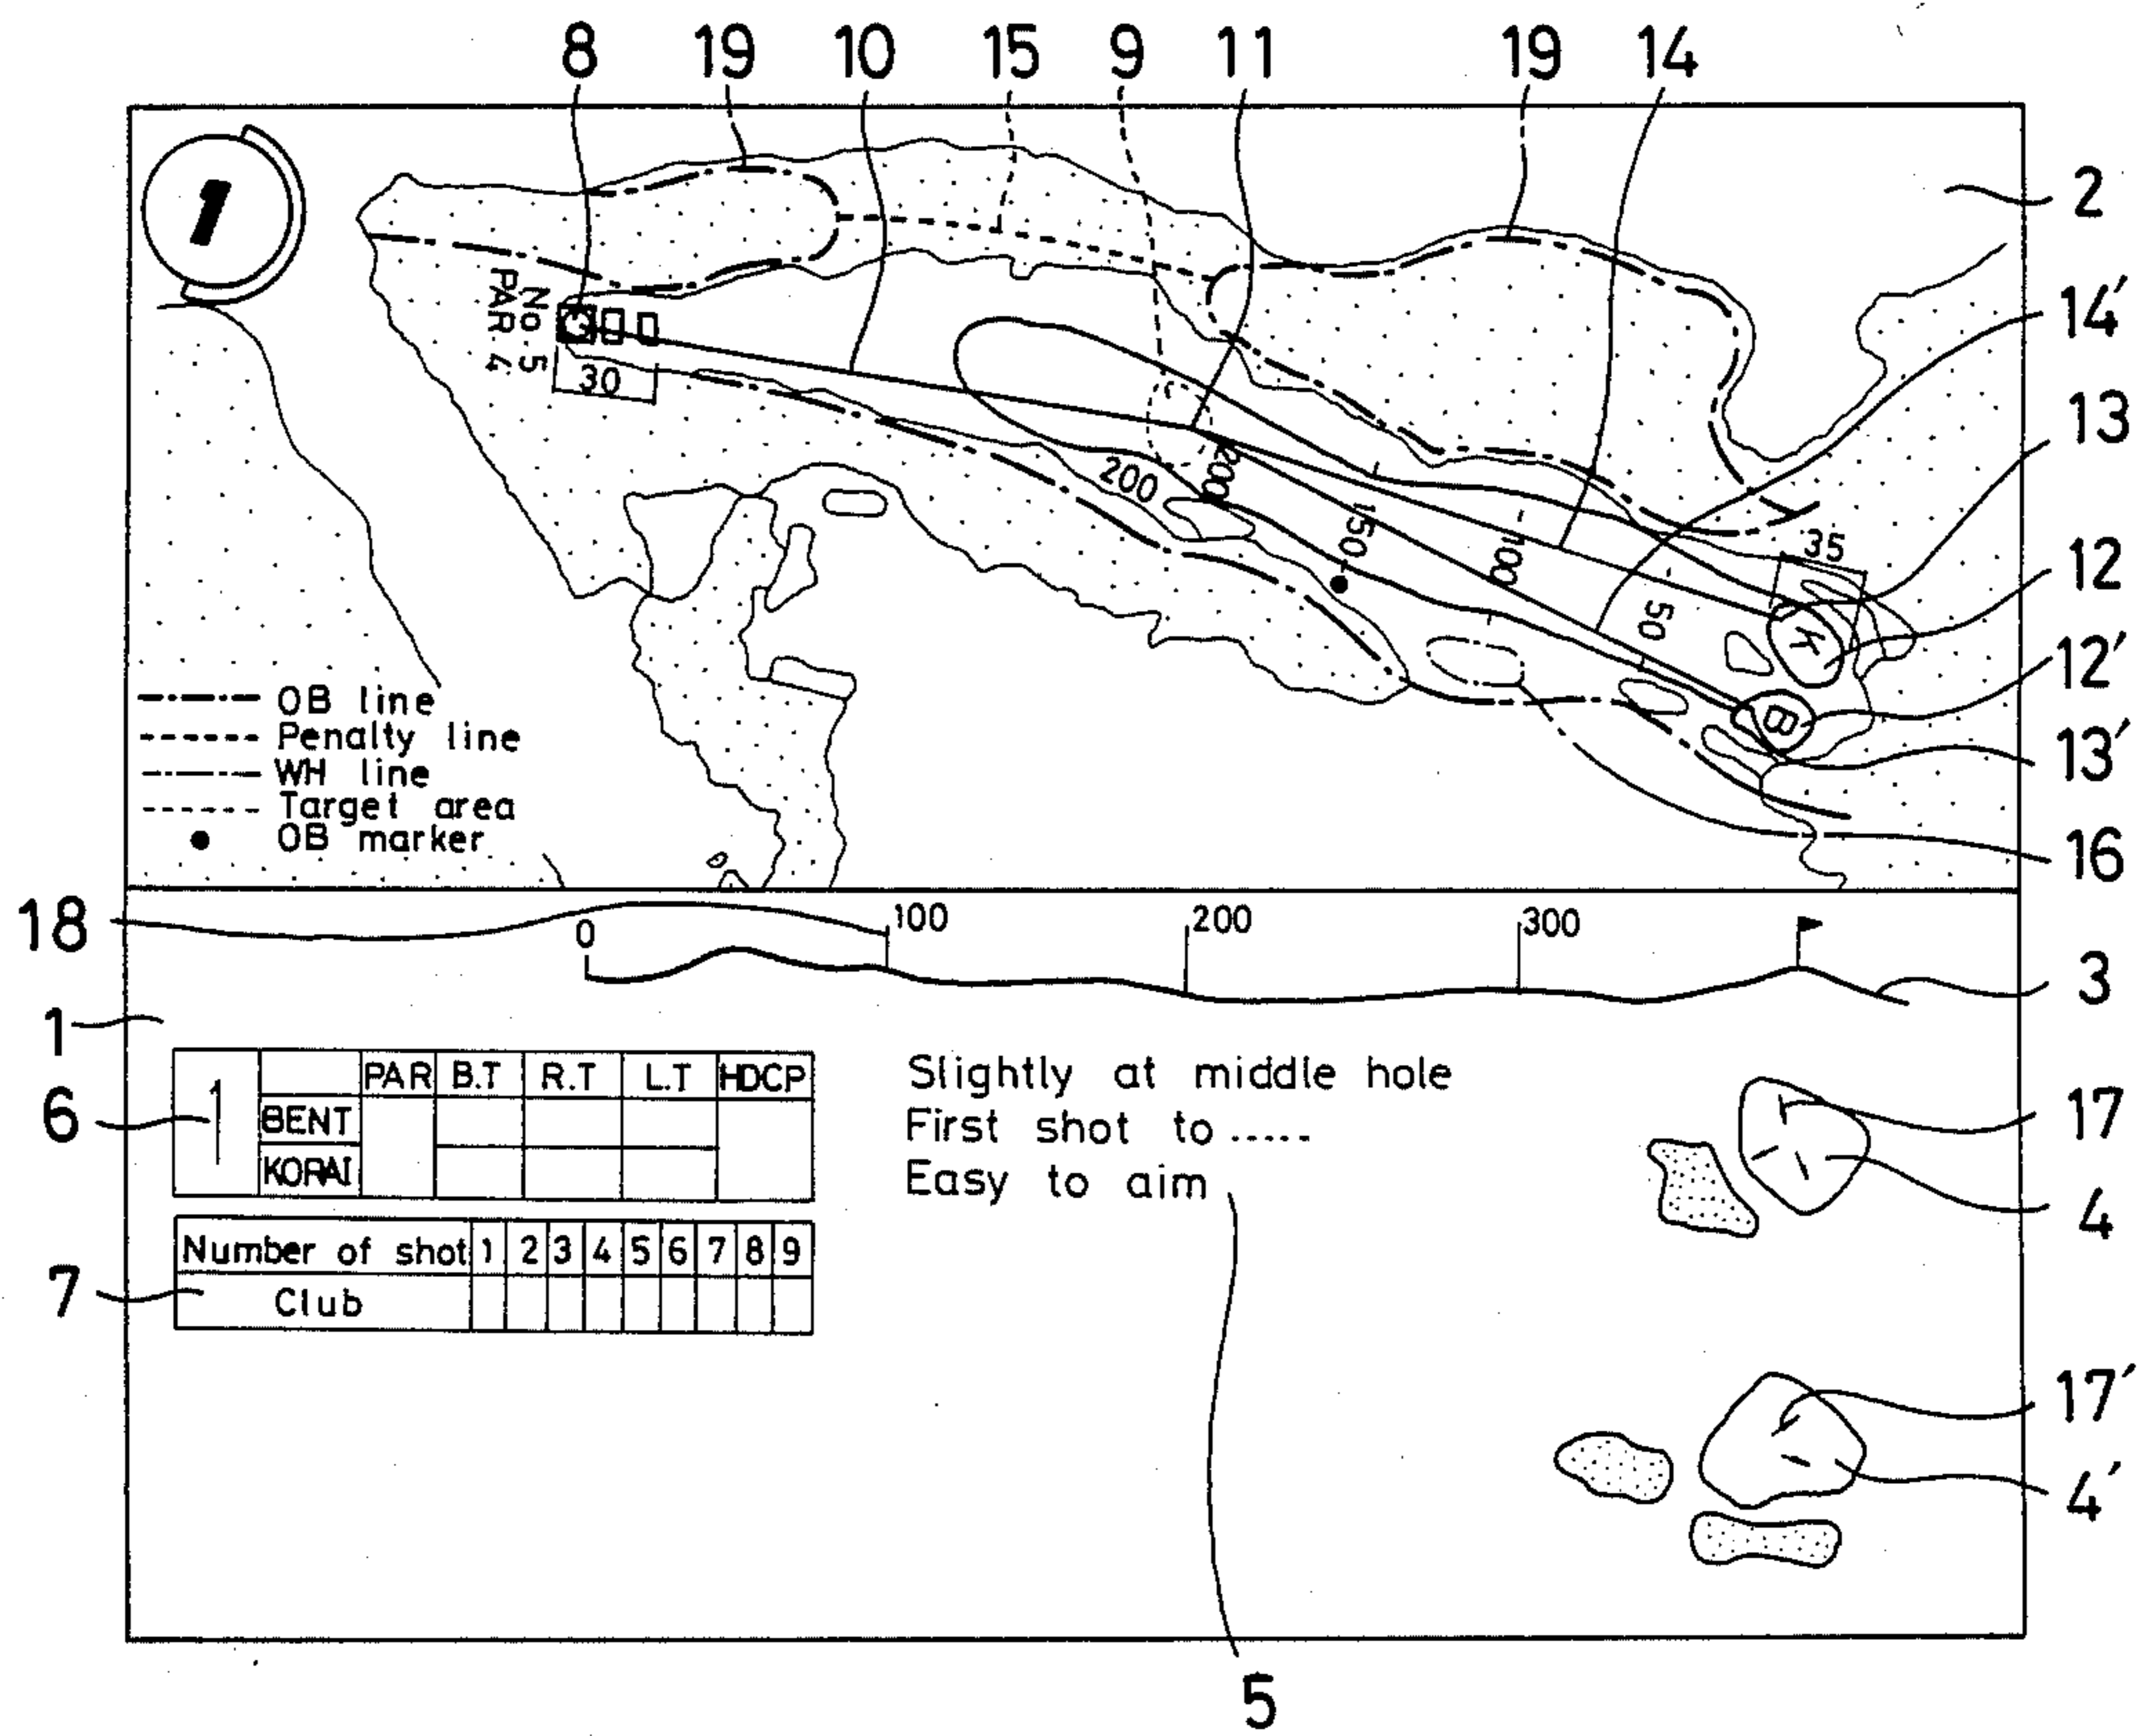 8 19 10 15 9 11 19 14
1
2
14′
13
12
12′
13′
16
No. 5
PAR 4
30
200
200
150
100
50
35
K
B
OB line
Penalty line
WH line
Target area
OB marker
18
0 100 200 300
3
1
6
1 PAR B.T R.T L.T HDCP
BENT
KORAI
Slightly at middle hole
First shot to .....
Easy to aim
17
4
7
Number of shot 1 2 3 4 5 6 7 8 9
Club
17′
4′
5